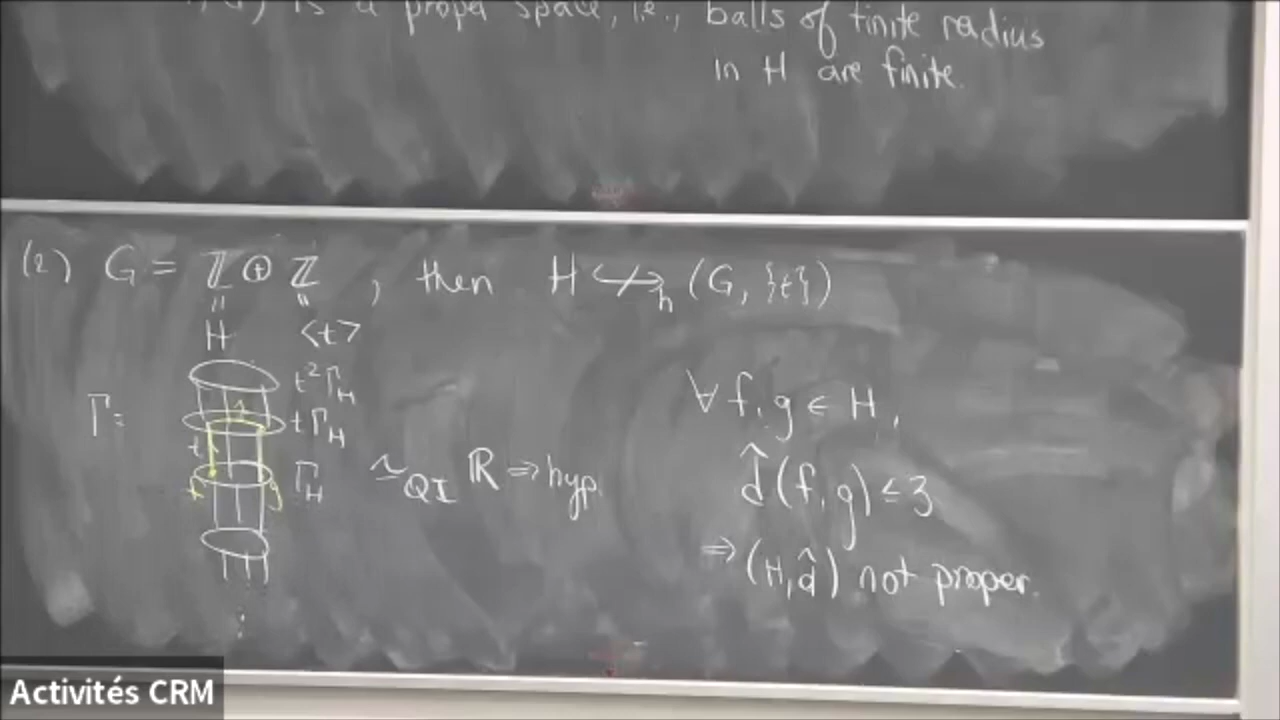 ) is a proper space, i.e., balls of finite radius
in H are finite.
(2) G = ℤ ⊕ ℤ , then H ↪̸ₕ (G, {t})
H <t>
t²Γ_H
tΓ_H
Γ_H
Γ =
1
t
f g
~_QI ℝ ⇒ hyp.
∀ f, g ∈ H,
d̂(f, g) ≤ 3
⇒ (H, d̂) not proper.
Activités CRM